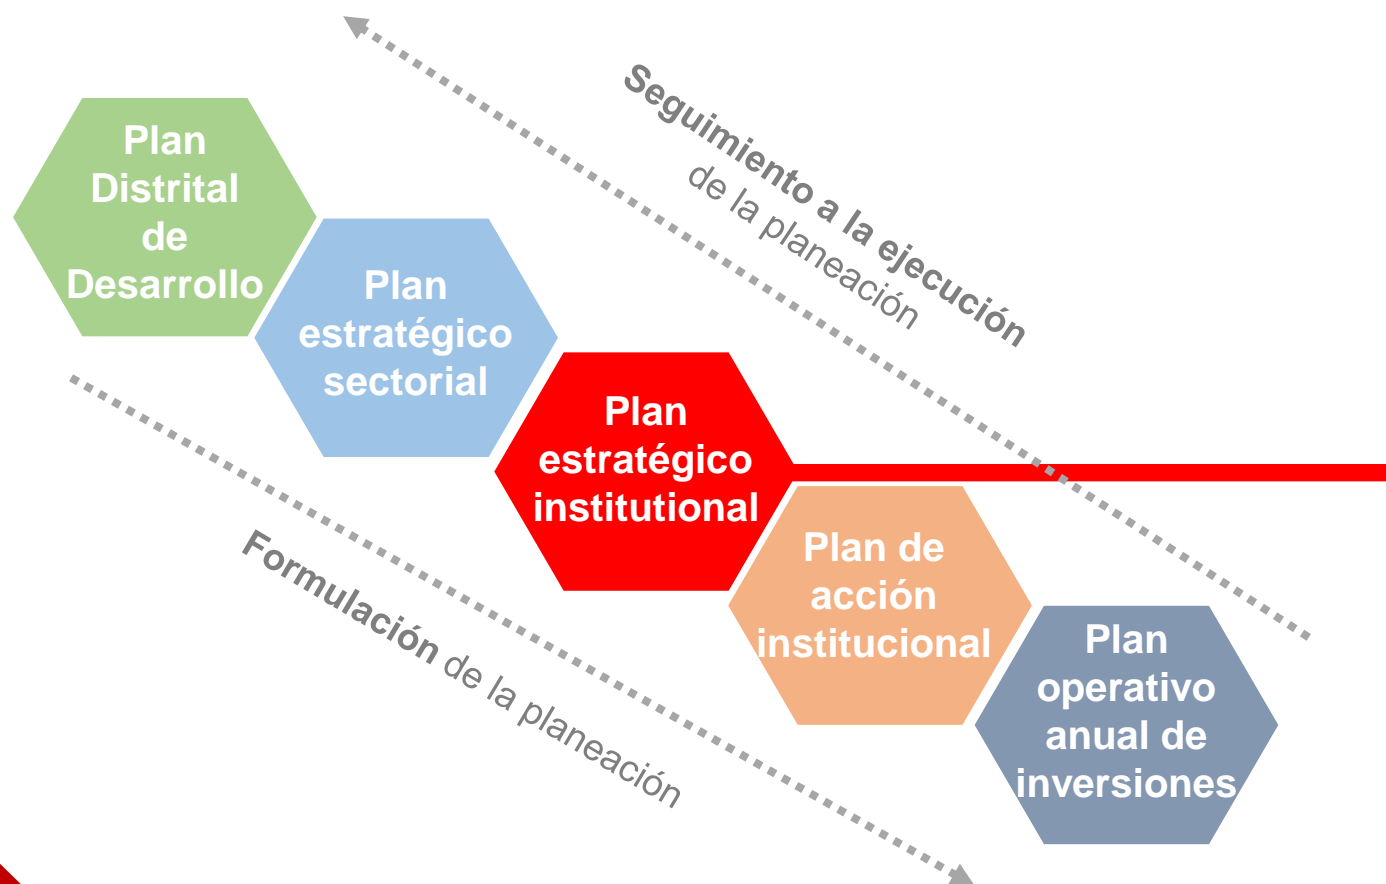 Plan
Distrital
de
Desarrollo
Seguimiento a la ejecución
de la planeación
Plan
estratégico
sectorial
Plan
estratégico
institutional
Formulación de la planeación
Plan de
acción
institucional
Plan
operativo
anual de
inversiones